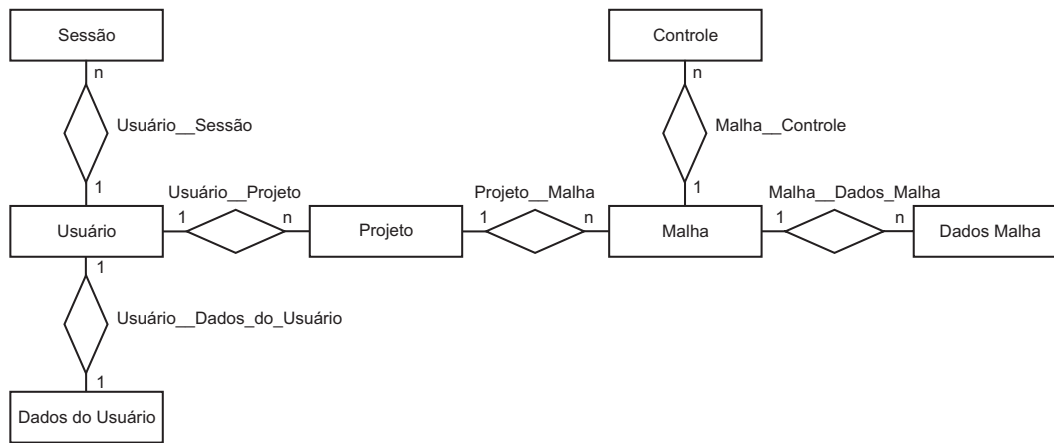 Sessão
Controle
n
n
Usuário__Sessão
Malha__Controle
1
1
Usuário__Projeto
Projeto__Malha
Malha__Dados_Malha
Usuário
1
n
Projeto
1
n
Malha
1
n
Dados Malha
1
Usuário__Dados_do_Usuário
1
Dados do Usuário